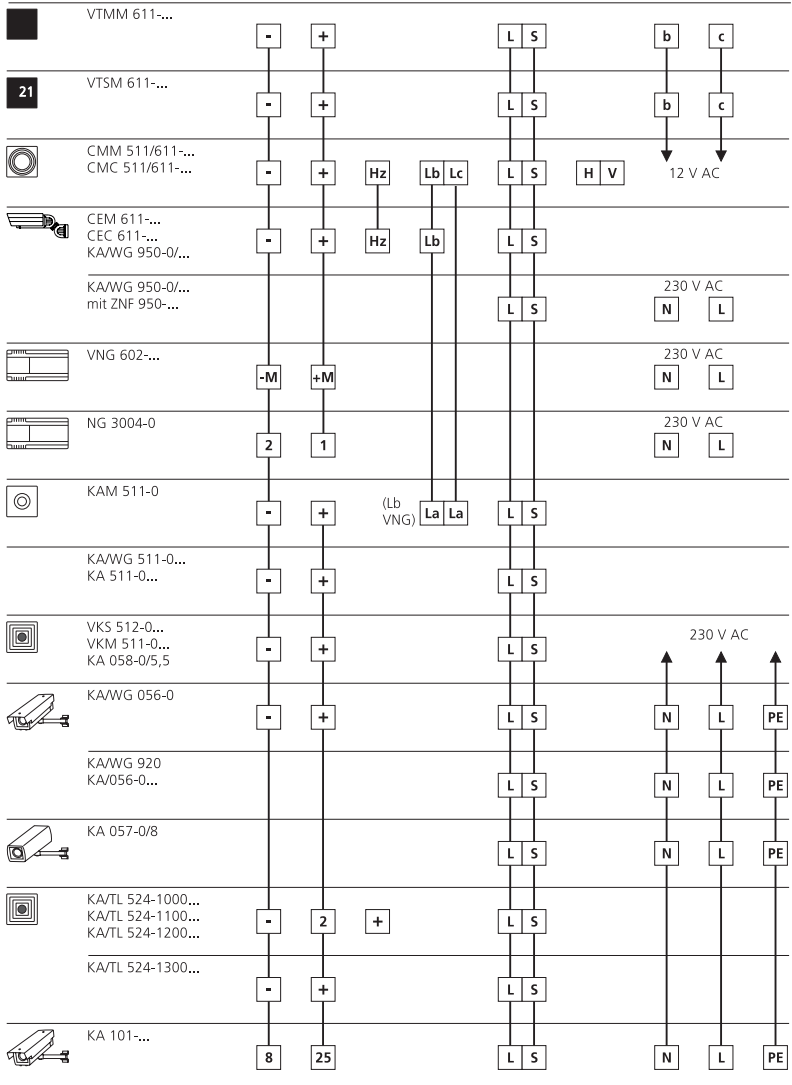 VTMM 611-...
- + L S b c
21
VTSM 611-...
- + L S b c
CMM 511/611-...
CMC 511/611-...
- + Hz Lb Lc L S H V 12 V AC
CEM 611-...
CEC 611-...
KA/WG 950-0/...
- + Hz Lb L S
KA/WG 950-0/...
mit ZNF 950-...
230 V AC
L S N L
VNG 602-...
230 V AC
-M +M N L
NG 3004-0
230 V AC
2 1 N L
KAM 511-0
(Lb
VNG)
- + La La L S
KA/WG 511-0...
KA 511-0...
- + L S
VKS 512-0...
VKM 511-0...
KA 058-0/5,5
230 V AC
- + L S
KA/WG 056-0
- + L S N L PE
KA/WG 920
KA/056-0...
L S N L PE
KA 057-0/8
L S N L PE
KA/TL 524-1000...
KA/TL 524-1100...
KA/TL 524-1200...
- 2 + L S
KA/TL 524-1300...
- + L S
KA 101-...
8 25 L S N L PE